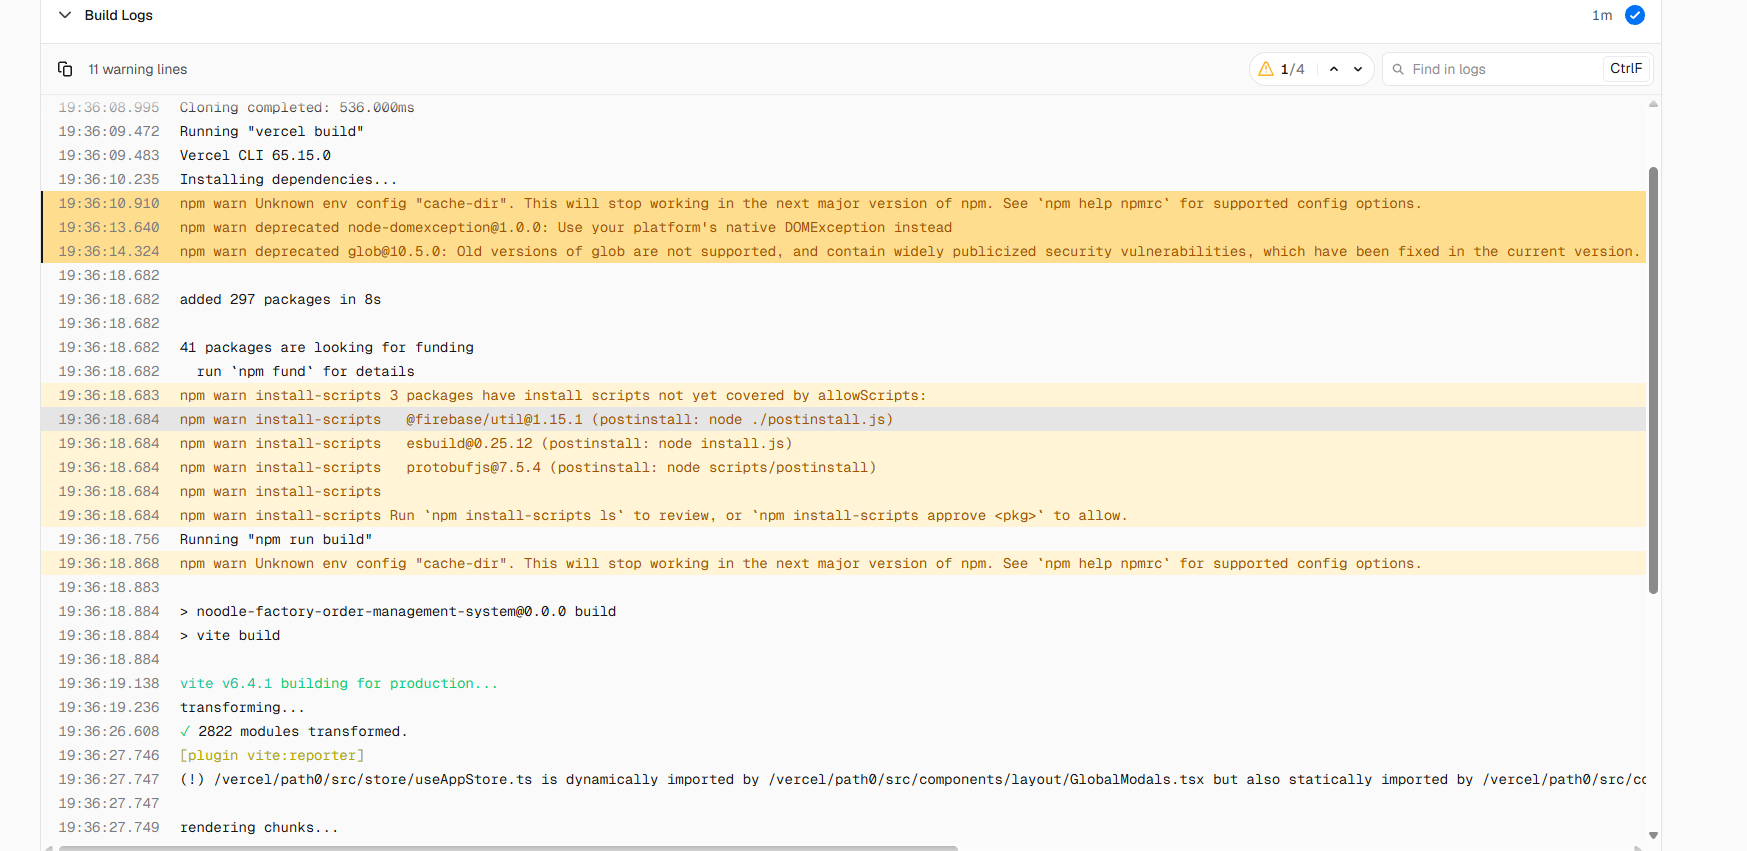 Build Logs
1m
11 warning lines
1/4
Find in logs
CtrlF
19:36:08.995 Cloning completed: 536.000ms
19:36:09.472 Running "vercel build"
19:36:09.483 Vercel CLI 65.15.0
19:36:10.235 Installing dependencies...
19:36:10.910 npm warn Unknown env config "cache-dir". This will stop working in the next major version of npm. See `npm help npmrc` for supported config options.
19:36:13.640 npm warn deprecated node-domexception@1.0.0: Use your platform's native DOMException instead
19:36:14.324 npm warn deprecated glob@10.5.0: Old versions of glob are not supported, and contain widely publicized security vulnerabilities, which have been fixed in the current version.
19:36:18.682
19:36:18.682 added 297 packages in 8s
19:36:18.682
19:36:18.682 41 packages are looking for funding
19:36:18.682   run `npm fund` for details
19:36:18.683 npm warn install-scripts 3 packages have install scripts not yet covered by allowScripts:
19:36:18.684 npm warn install-scripts   @firebase/util@1.15.1 (postinstall: node ./postinstall.js)
19:36:18.684 npm warn install-scripts   esbuild@0.25.12 (postinstall: node install.js)
19:36:18.684 npm warn install-scripts   protobufjs@7.5.4 (postinstall: node scripts/postinstall)
19:36:18.684 npm warn install-scripts
19:36:18.684 npm warn install-scripts Run `npm install-scripts ls` to review, or `npm install-scripts approve <pkg>` to allow.
19:36:18.756 Running "npm run build"
19:36:18.868 npm warn Unknown env config "cache-dir". This will stop working in the next major version of npm. See `npm help npmrc` for supported config options.
19:36:18.883
19:36:18.884 > noodle-factory-order-management-system@0.0.0 build
19:36:18.884 > vite build
19:36:18.884
19:36:19.138 vite v6.4.1 building for production...
19:36:19.236 transforming...
19:36:26.608 ✓ 2822 modules transformed.
19:36:27.746 [plugin vite:reporter]
19:36:27.747 (!) /vercel/path0/src/store/useAppStore.ts is dynamically imported by /vercel/path0/src/components/layout/GlobalModals.tsx but also statically imported by /vercel/path0/src/co
19:36:27.747
19:36:27.749 rendering chunks...